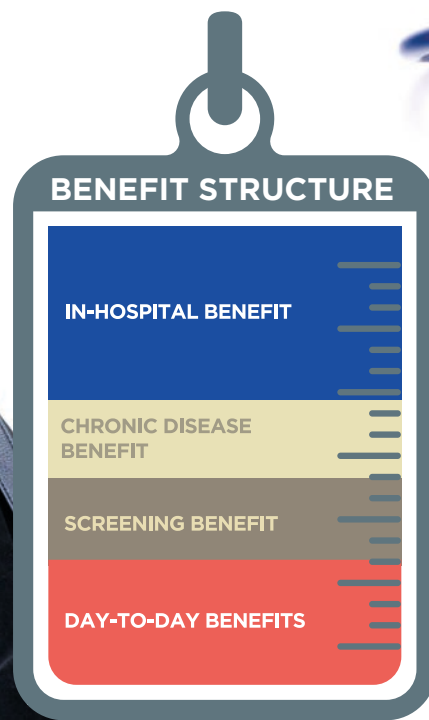 BENEFIT STRUCTURE
IN-HOSPITAL BENEFIT
CHRONIC DISEASE
BENEFIT
SCREENING BENEFIT
DAY-TO-DAY BENEFITS